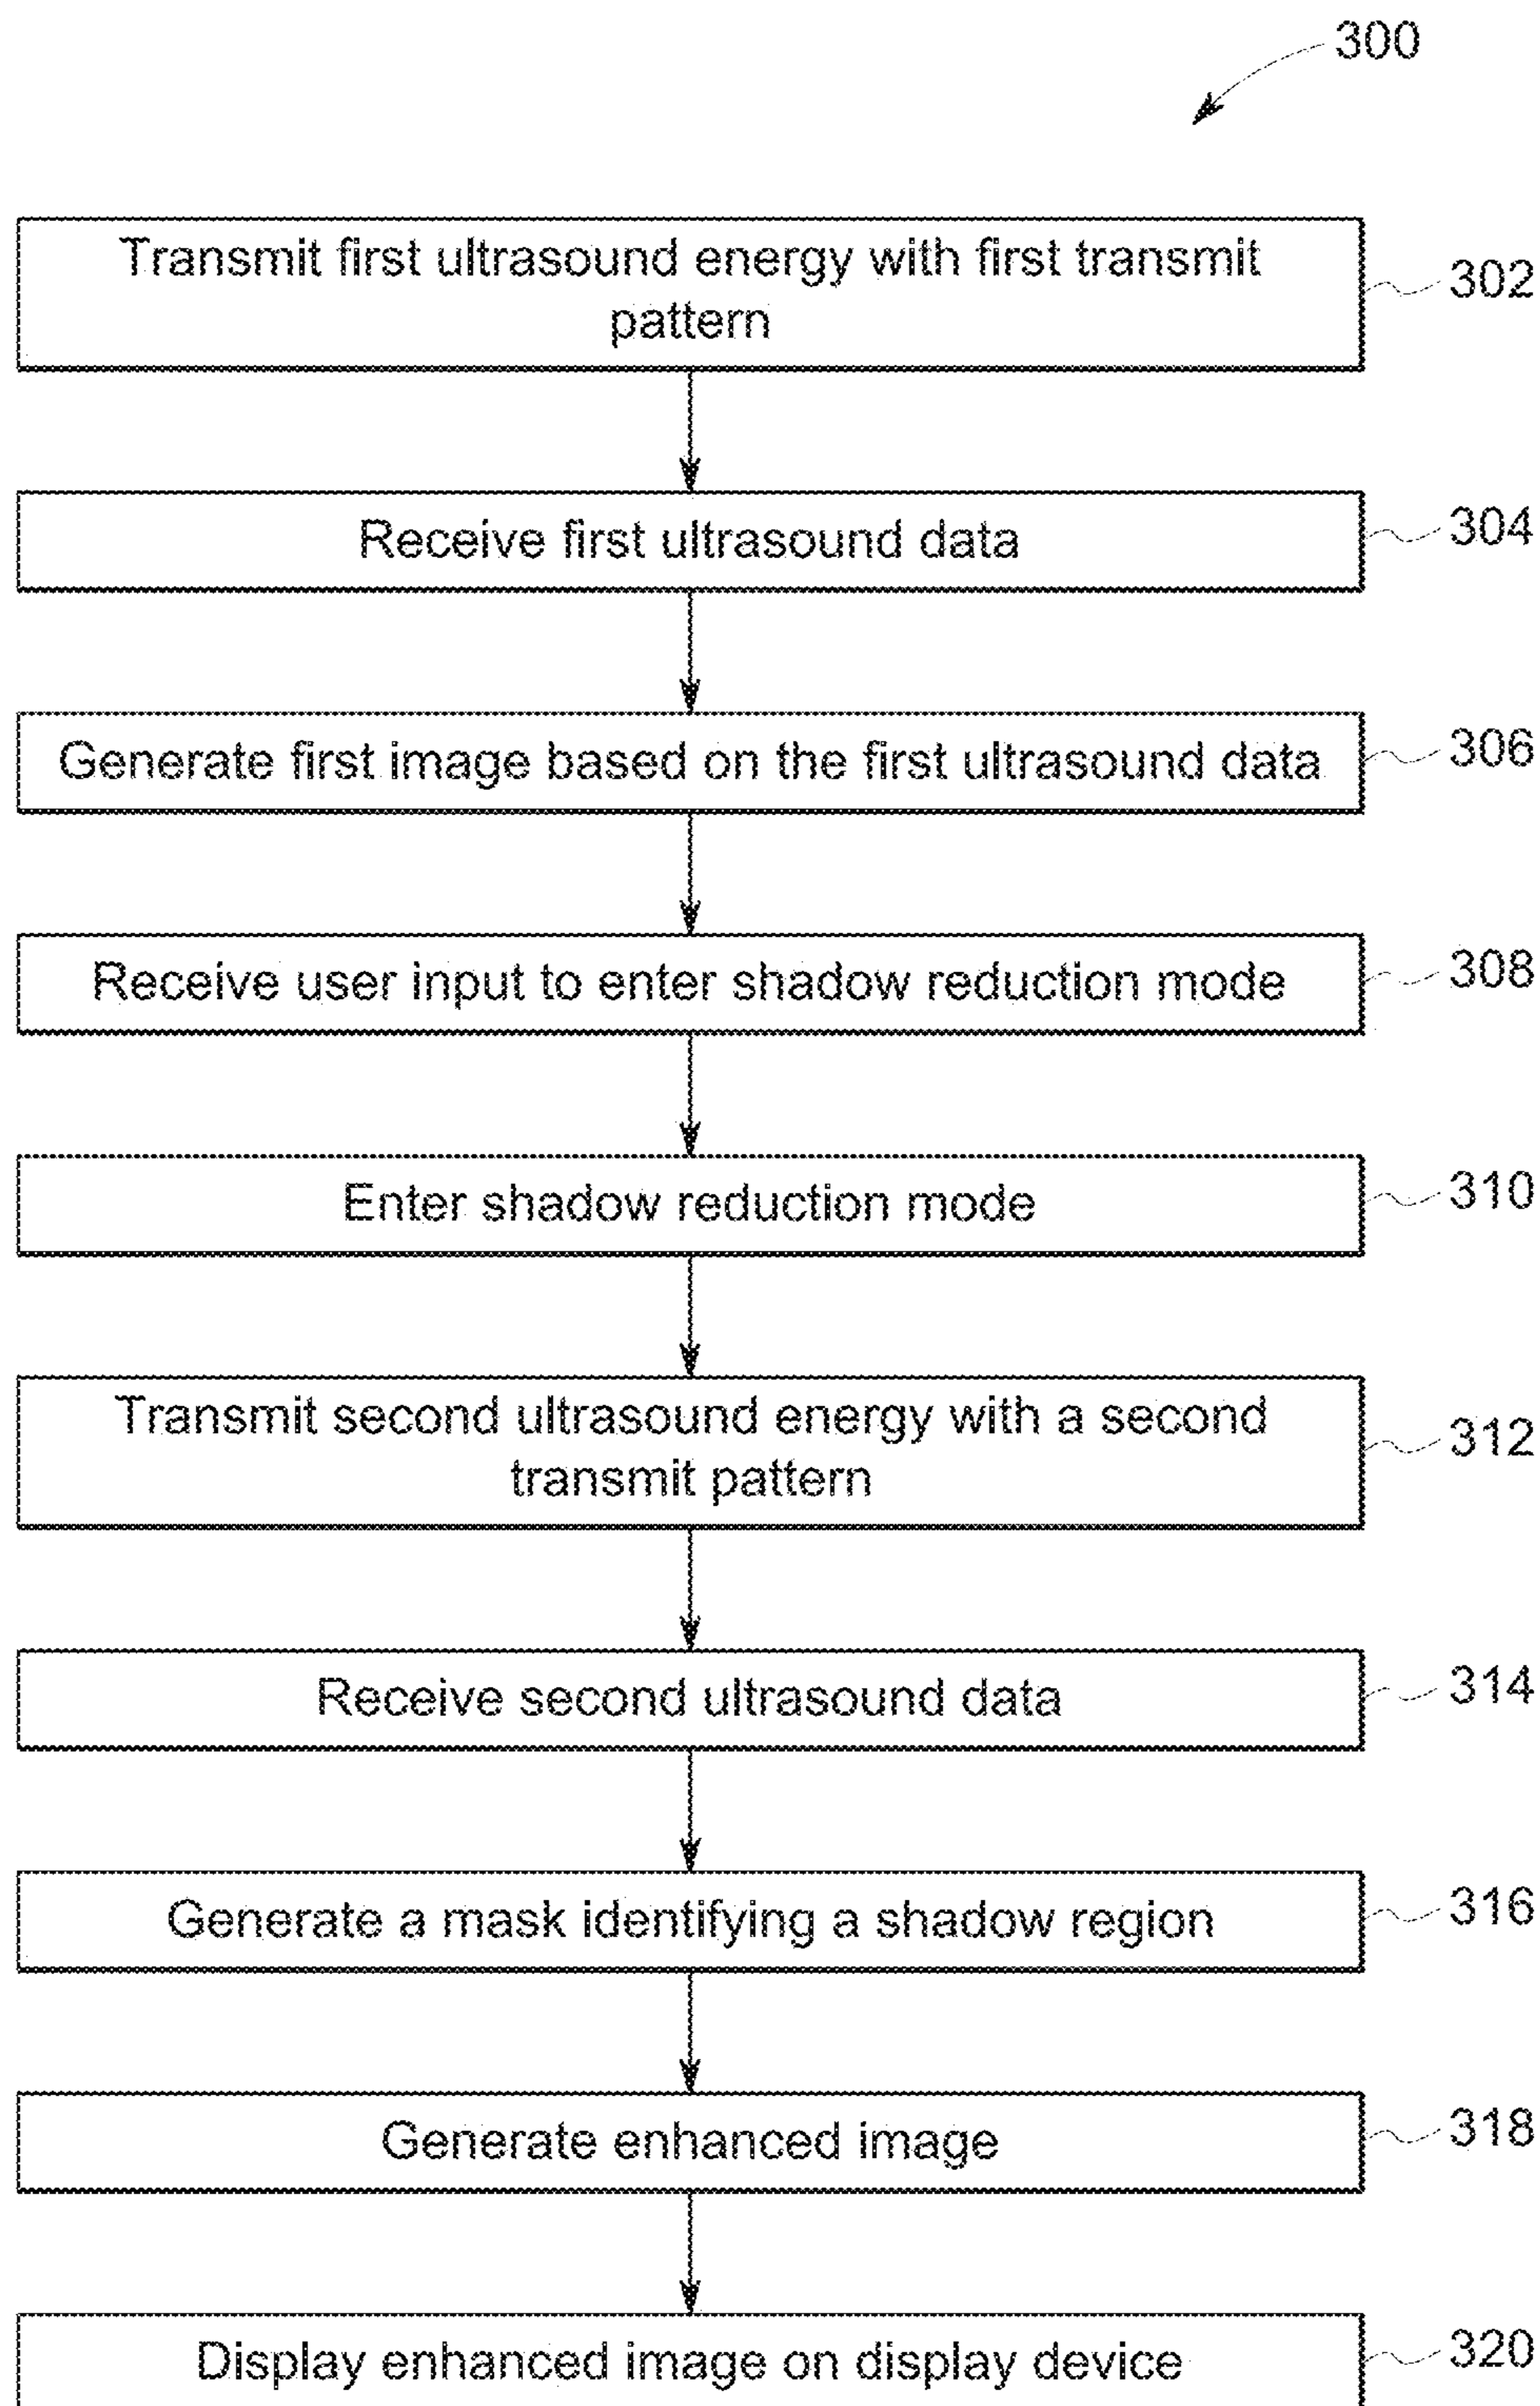 300
Transmit first ultrasound energy with first transmit
pattern
302
Receive first ultrasound data
304
Generate first image based on the first ultrasound data
306
Receive user input to enter shadow reduction mode
308
Enter shadow reduction mode
310
Transmit second ultrasound energy with a second
transmit pattern
312
Receive second ultrasound data
314
Generate a mask identifying a shadow region
316
Generate enhanced image
318
Display enhanced image on display device
320